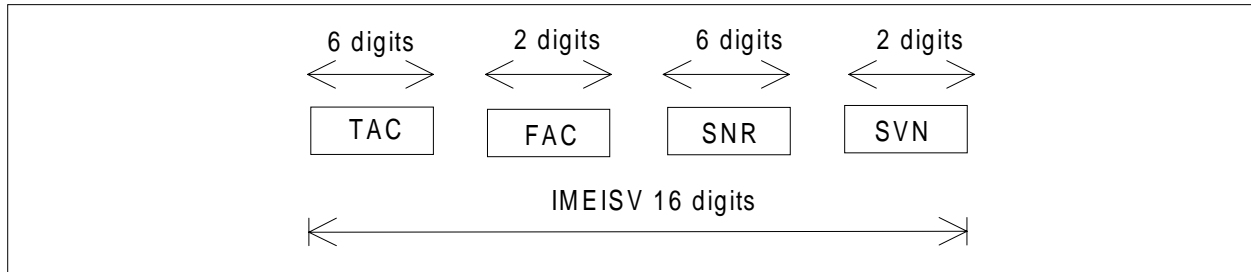 6 digits 2 digits 6 digits 2 digits
TAC FAC SNR SVN
IMEISV 16 digits